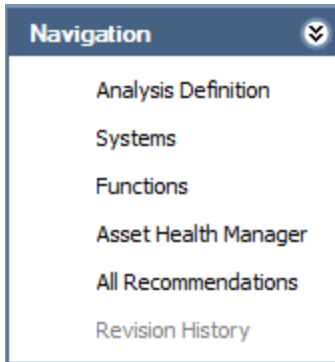 Navigation
Analysis Definition
Systems
Functions
Asset Health Manager
All Recommendations
Revision History